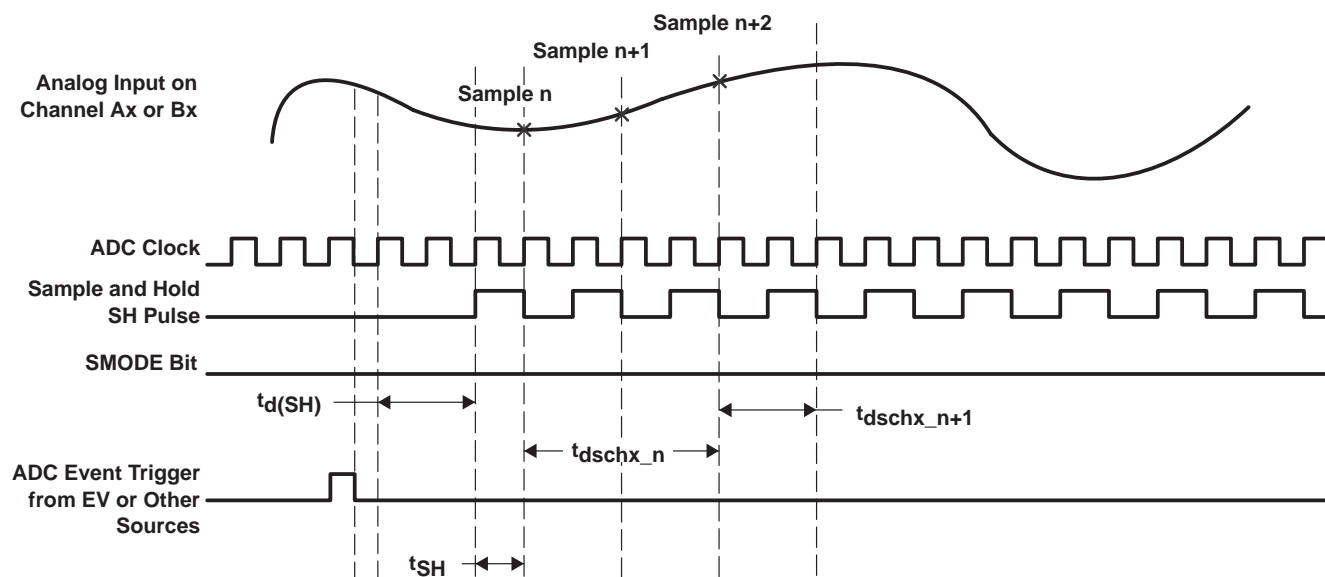 Sample n+2
Sample n+1
Analog Input on
Channel Ax or Bx
Sample n
ADC Clock
Sample and Hold
SH Pulse
SMODE Bit
td(SH)
tdschx_n+1
tdschx_n
ADC Event Trigger
from EV or Other
Sources
tSH